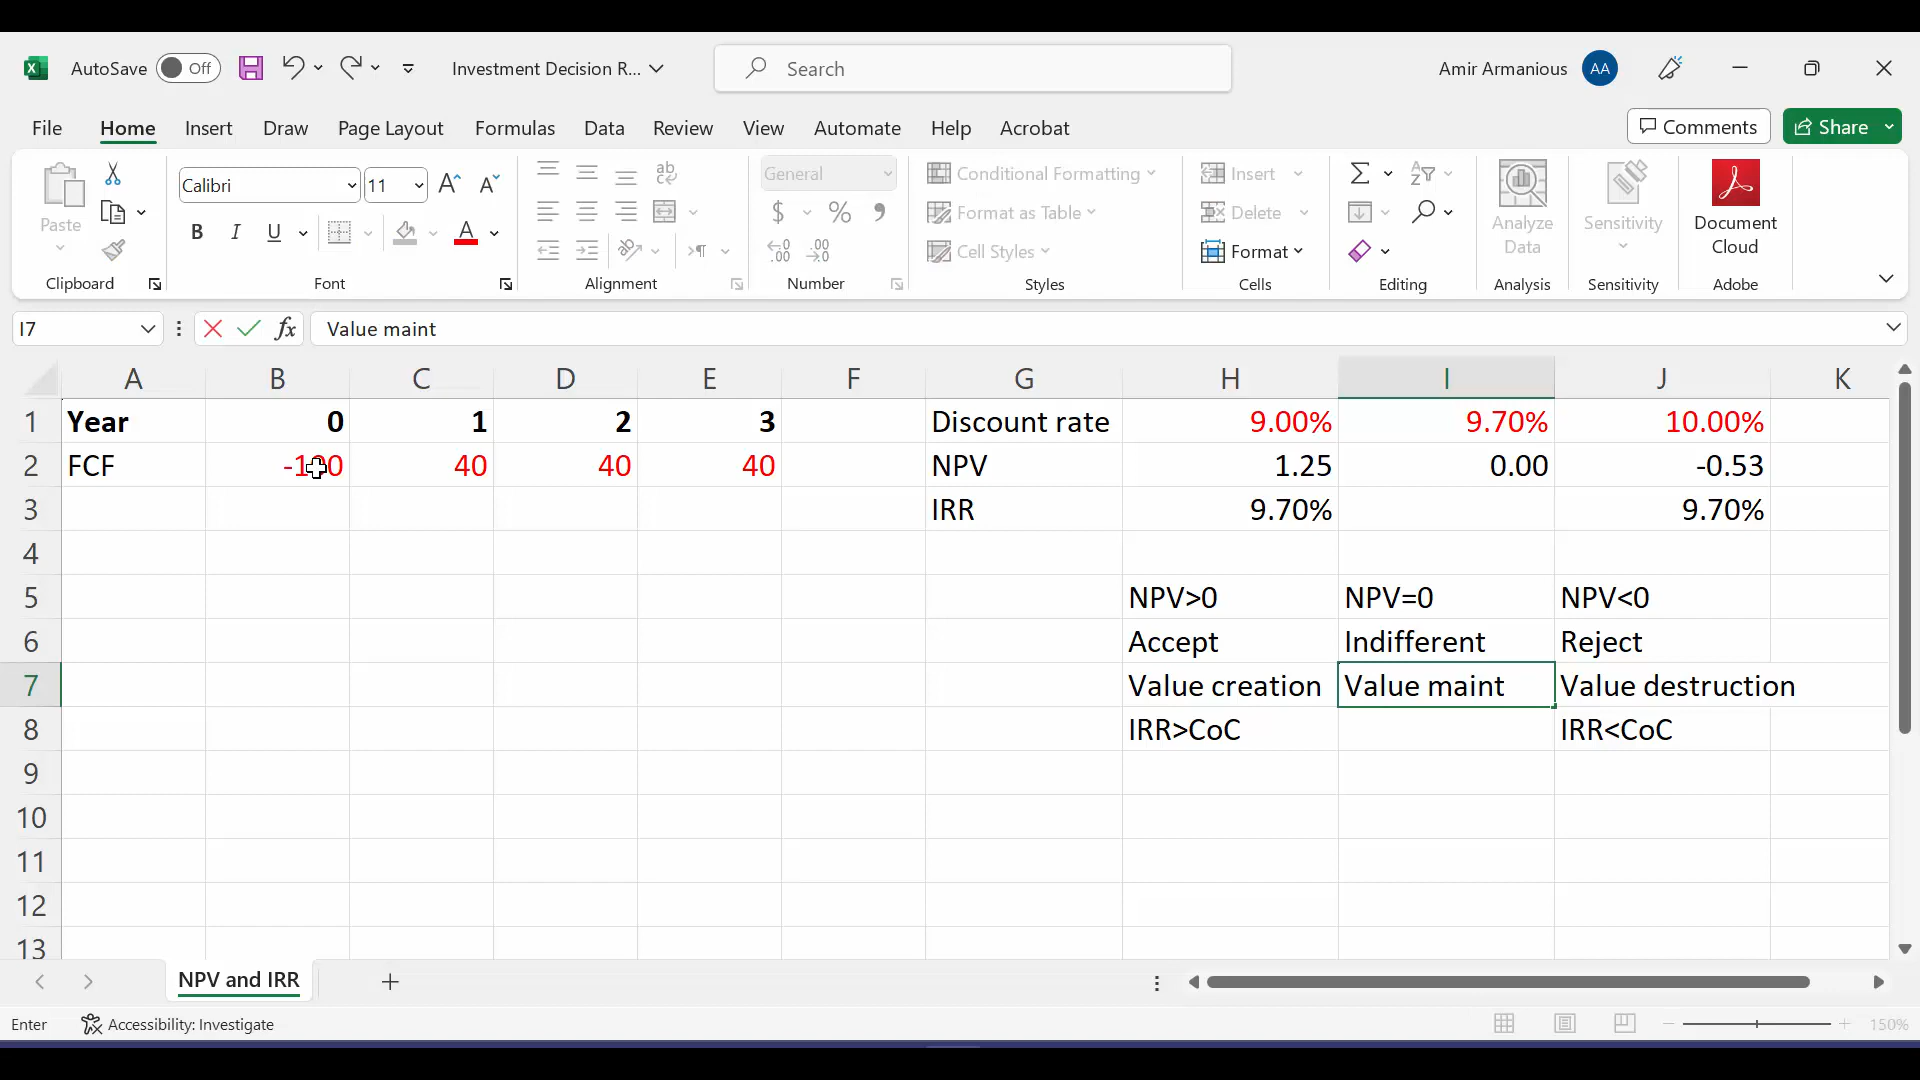 AutoSave Off Investment Decision R... Search Amir Armanious AA
File Home Insert Draw Page Layout Formulas Data Review View Automate Help Acrobat Comments Share
Paste Calibri 11 General Conditional Formatting Insert Analyze Data Sensitivity Document Cloud
B I U A $ % Format as Table Delete
Cell Styles Format
Clipboard Font Alignment Number Styles Cells Editing Analysis Sensitivity Adobe
I7 fx Value maint
A B C D E F G H I J K
1 Year 0 1 2 3 Discount rate 9.00% 9.70% 10.00%
2 FCF -100 40 40 40 NPV 1.25 0.00 -0.53
3 IRR 9.70% 9.70%
4
5 NPV>0 NPV=0 NPV<0
6 Accept Indifferent Reject
7 Value creation Value maint Value destruction
8 IRR>CoC IRR<CoC
9
10
11
12
13
NPV and IRR
Enter Accessibility: Investigate 150%